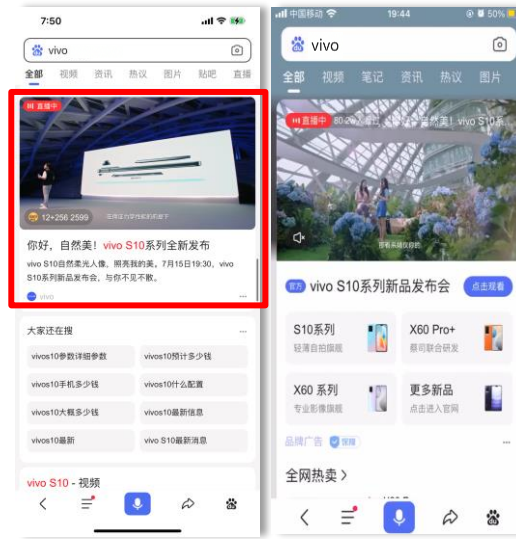 7:50
vivo
全部 视频 资讯 热议 图片 贴吧 直播
直播中
12+256 2599
你好，自然美！vivo S10系列全新发布
vivo S10自然柔光人像，照亮我的美。7月15日19:30，vivo
S10系列新品发布会，与你不见不散。
vivo
大家还在搜
vivos10参数详细参数 vivos10预计多少钱
vivos10手机多少钱 vivos10什么配置
vivos10大概多少钱 vivos10最新信息
vivos10最新 vivo S10最新消息
vivo S10 - 视频
du
中国移动 19:44 50%
vivo
全部 视频 笔记 资讯 热议 图片
直播中
自然美！vivo S10系...
官方 vivo S10系列新品发布会 点击观看
S10系列
轻薄自拍旗舰
X60 Pro+
蔡司联合研发
X60 系列
专业影像旗舰
更多新品
点击进入官网
品牌广告 保障
全网热卖
du